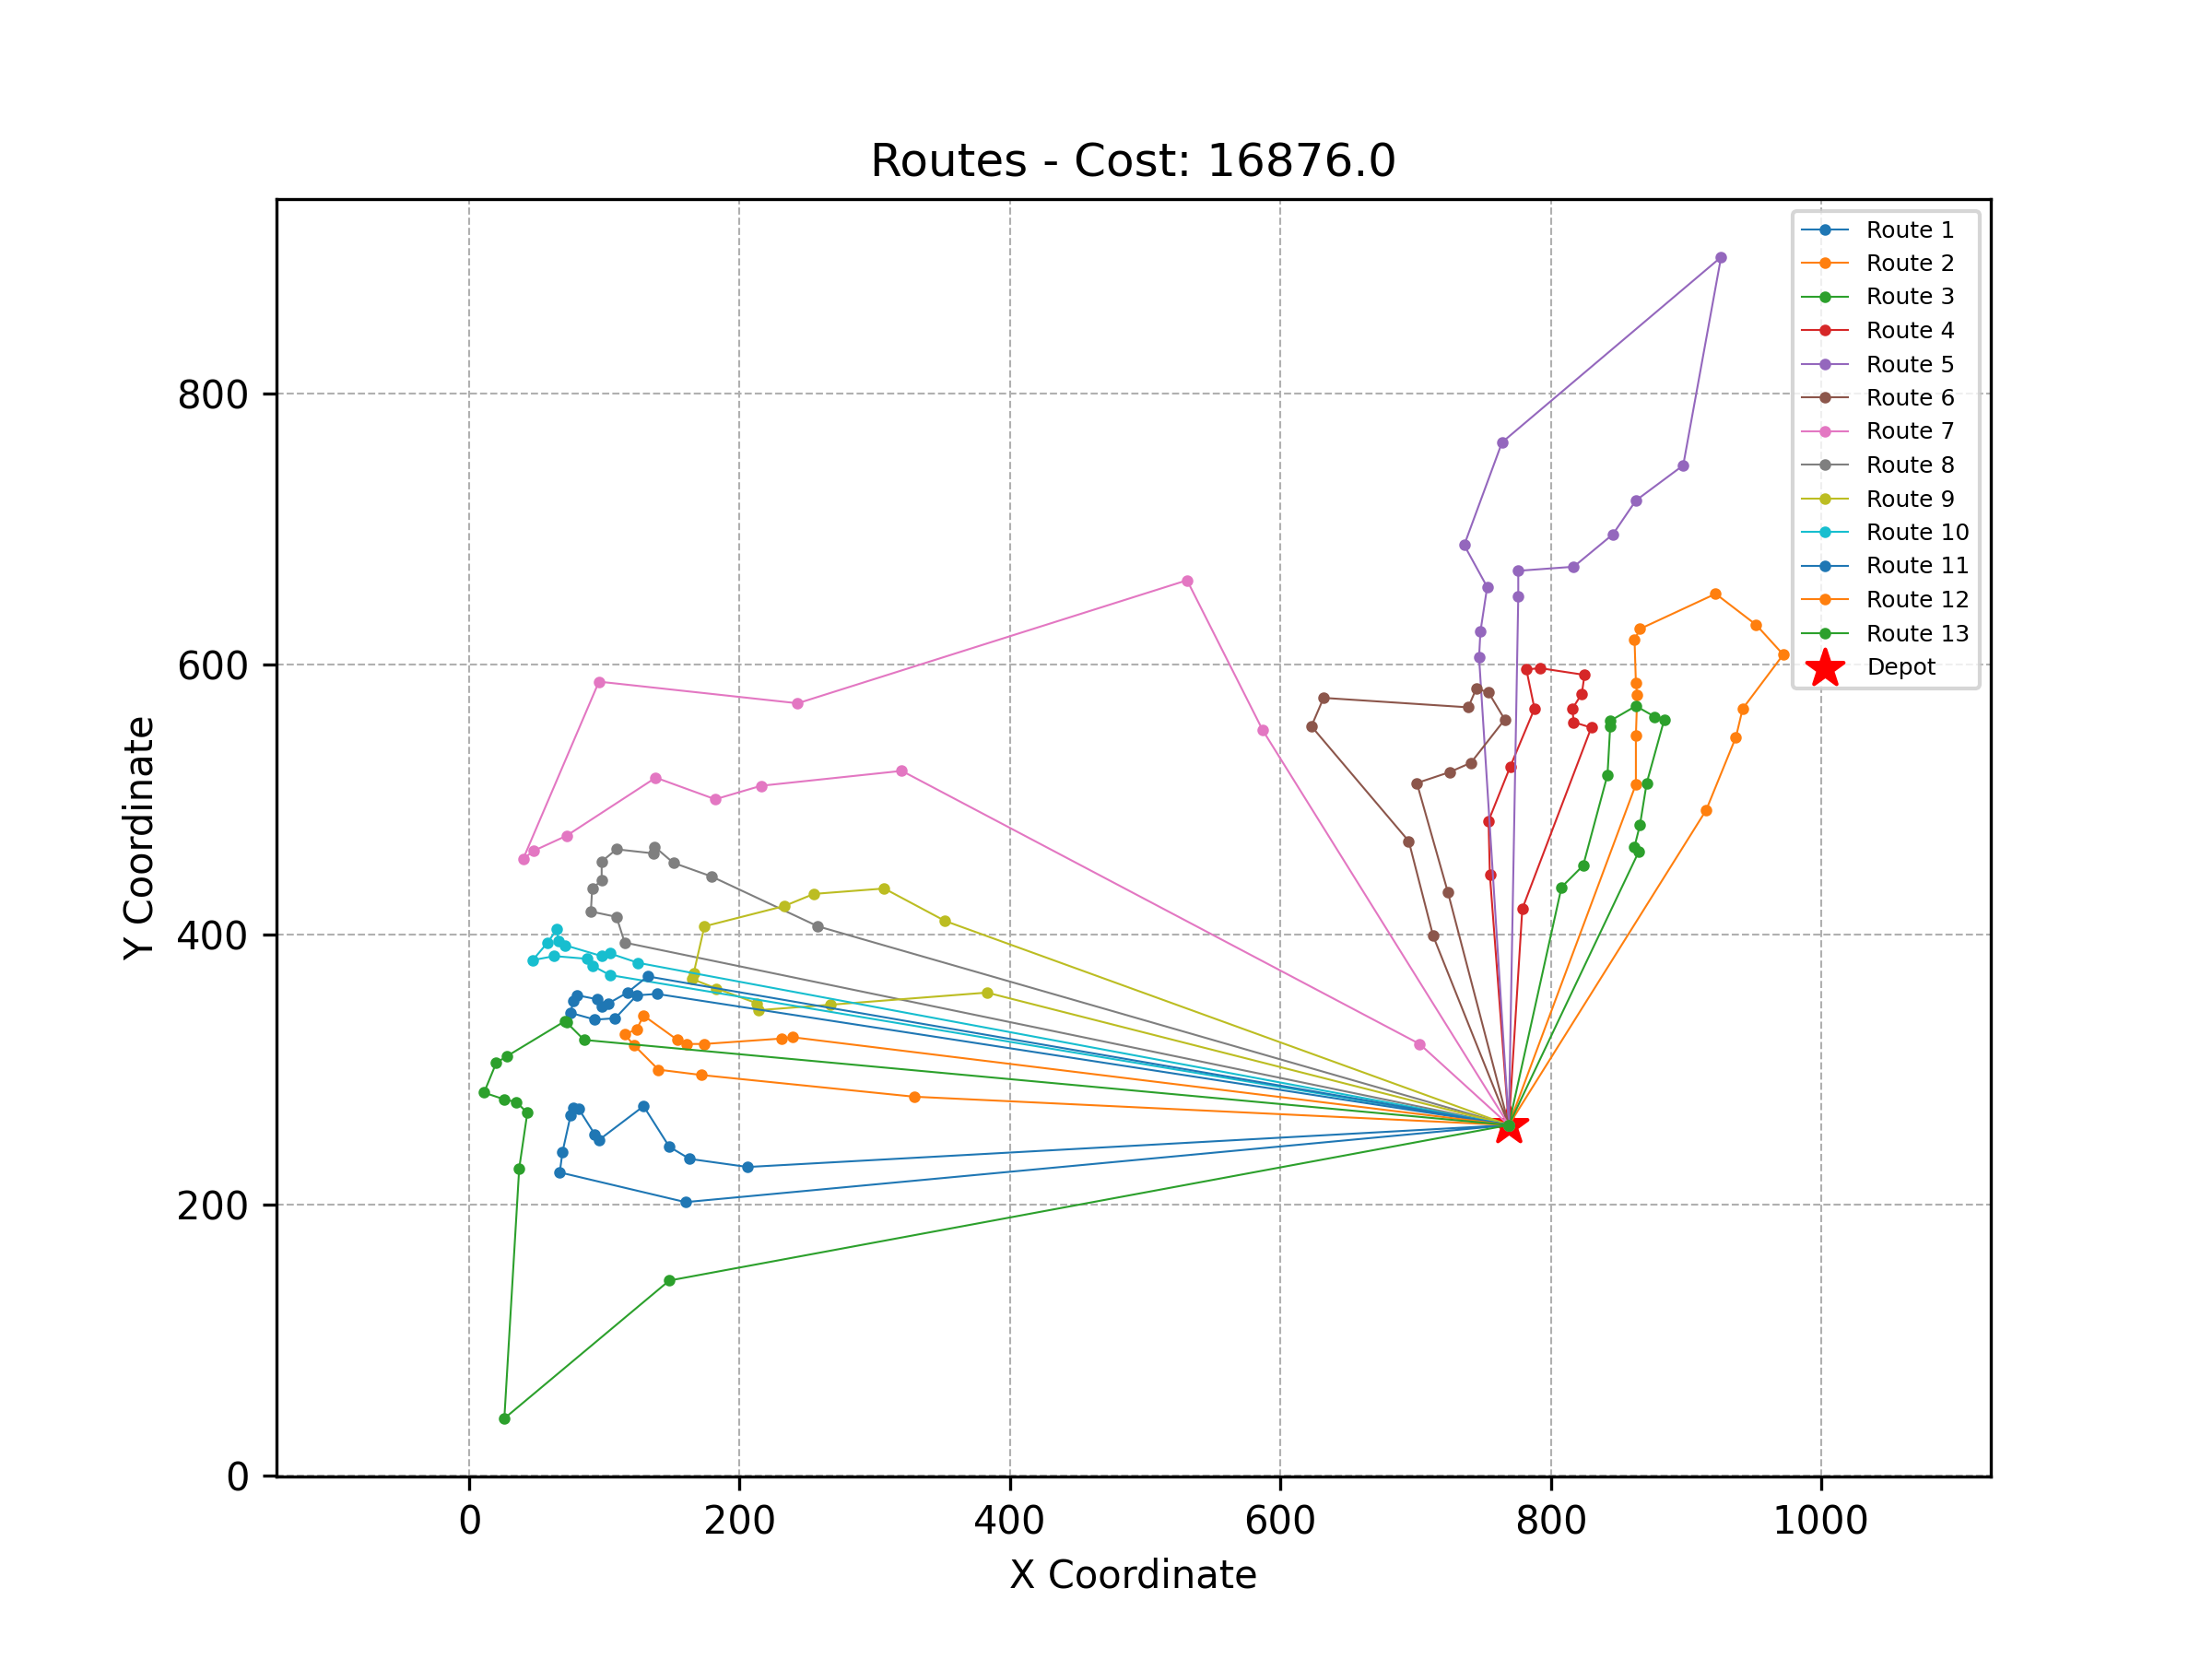 Routes - Cost: 16876.0
Route 1
Route 2
Route 3
Route 4
Route 5
Route 6
Route 7
Route 8
Route 9
Route 10
Route 11
Route 12
Route 13
Depot
Y Coordinate
800
600
400
200
0
0 200 400 600 800 1000
X Coordinate